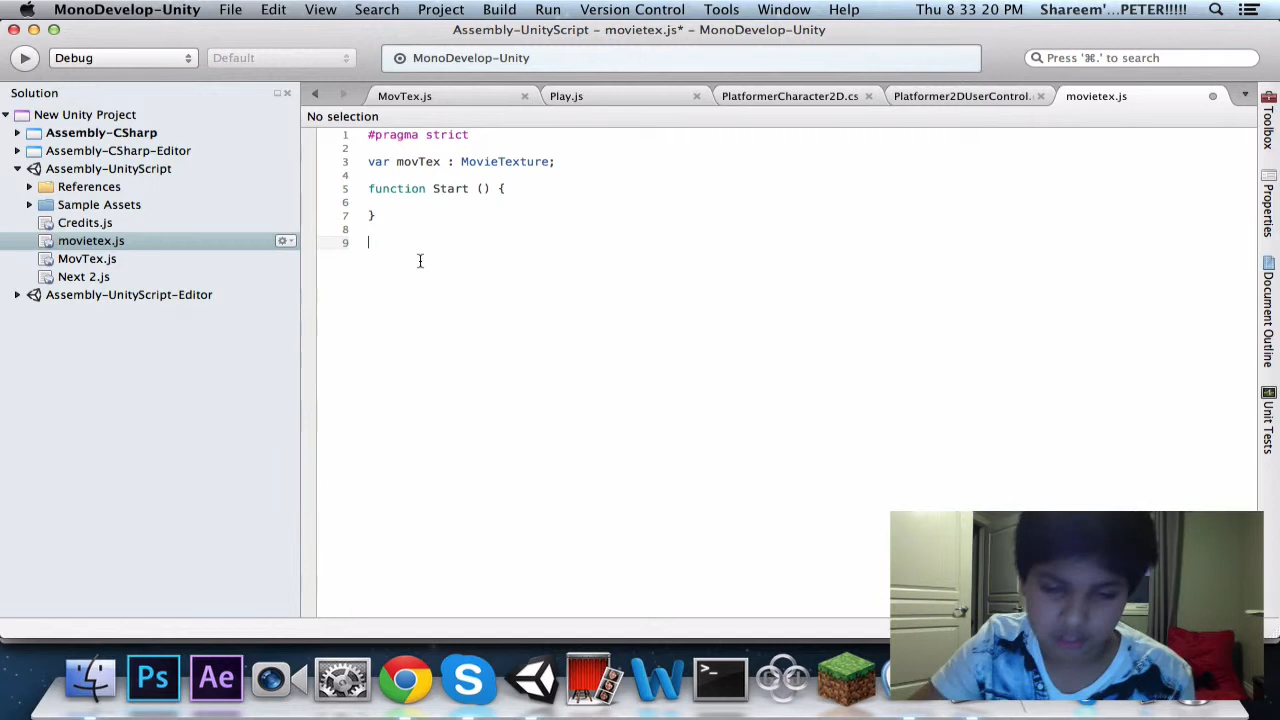 MonoDevelop-Unity File Edit View Search Project Build Run Version Control Tools Window Help Thu 8 33 20 PM Shareem'...PETER!!!!!
Assembly-UnityScript – movietex.js* – MonoDevelop-Unity
Debug Default MonoDevelop-Unity Press '⌘.' to search
Solution
MovTex.js Play.js PlatformerCharacter2D.cs Platformer2DUserControl. movietex.js
No selection
New Unity Project
Assembly-CSharp
Assembly-CSharp-Editor
Assembly-UnityScript
References
Sample Assets
Credits.js
movietex.js
MovTex.js
Next 2.js
Assembly-UnityScript-Editor
1 #pragma strict
2
3 var movTex : MovieTexture;
4
5 function Start () {
6
7 }
8
9
Toolbox
Properties
Document Outline
Unit Tests
Ps
Ae